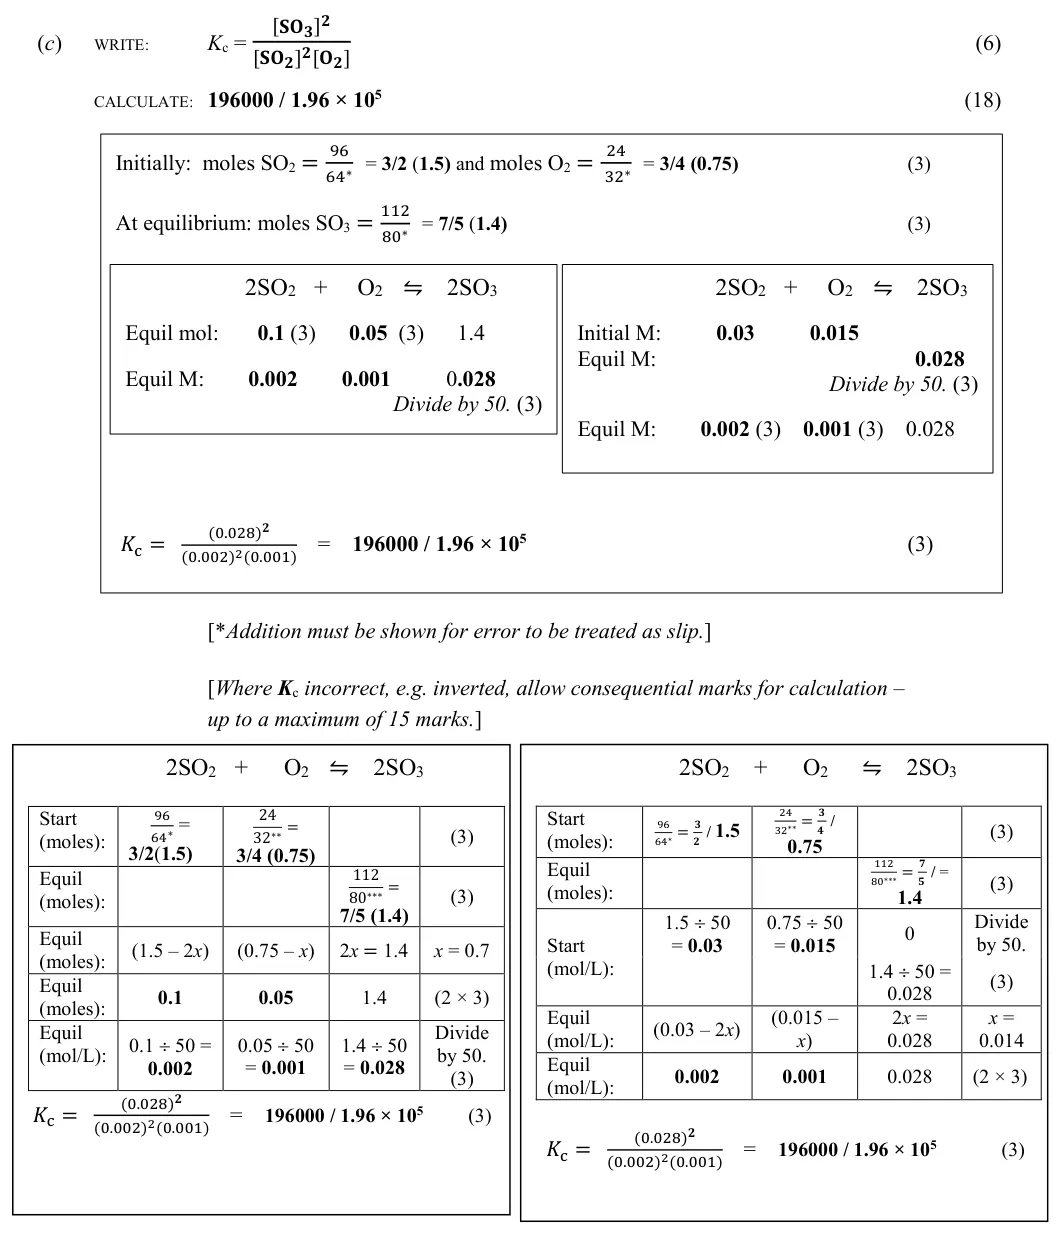 (c) WRITE: Kc = [SO₃]² / [SO₂]²[O₂] (6)
CALCULATE: 196000 / 1.96 × 10⁵ (18)
Initially: moles SO₂ = 96/64* = 3/2 (1.5) and moles O₂ = 24/32* = 3/4 (0.75) (3)
At equilibrium: moles SO₃ = 112/80* = 7/5 (1.4) (3)
2SO₂ + O₂ ⇋ 2SO₃
Equil mol: 0.1 (3) 0.05 (3) 1.4
Equil M: 0.002 0.001 0.028
Divide by 50. (3)
2SO₂ + O₂ ⇋ 2SO₃
Initial M: 0.03 0.015
Equil M: 0.028
Divide by 50. (3)
Equil M: 0.002 (3) 0.001 (3) 0.028
Kc = (0.028)² / (0.002)²(0.001) = 196000 / 1.96 × 10⁵ (3)
[*Addition must be shown for error to be treated as slip.]
[Where Kc incorrect, e.g. inverted, allow consequential marks for calculation –
up to a maximum of 15 marks.]
2SO₂ + O₂ ⇋ 2SO₃
Start (moles): 96/64* = 3/2(1.5) 24/32** = 3/4 (0.75) (3)
Equil (moles): 112/80*** = 7/5 (1.4) (3)
Equil (moles): (1.5 – 2x) (0.75 – x) 2x = 1.4 x = 0.7
Equil (moles): 0.1 0.05 1.4 (2 × 3)
Equil (mol/L): 0.1 ÷ 50 = 0.002 0.05 ÷ 50 = 0.001 1.4 ÷ 50 = 0.028 Divide by 50. (3)
Kc = (0.028)² / (0.002)²(0.001) = 196000 / 1.96 × 10⁵ (3)
2SO₂ + O₂ ⇋ 2SO₃
Start (moles): 96/64* = 3/2 / 1.5 24/32** = 3/4 / 0.75 (3)
Equil (moles): 112/80*** = 7/5 / = 1.4 (3)
Start (mol/L): 1.5 ÷ 50 = 0.03 0.75 ÷ 50 = 0.015 0 Divide by 50.
1.4 ÷ 50 = 0.028 (3)
Equil (mol/L): (0.03 – 2x) (0.015 – x) 2x = 0.028 x = 0.014
Equil (mol/L): 0.002 0.001 0.028 (2 × 3)
Kc = (0.028)² / (0.002)²(0.001) = 196000 / 1.96 × 10⁵ (3)